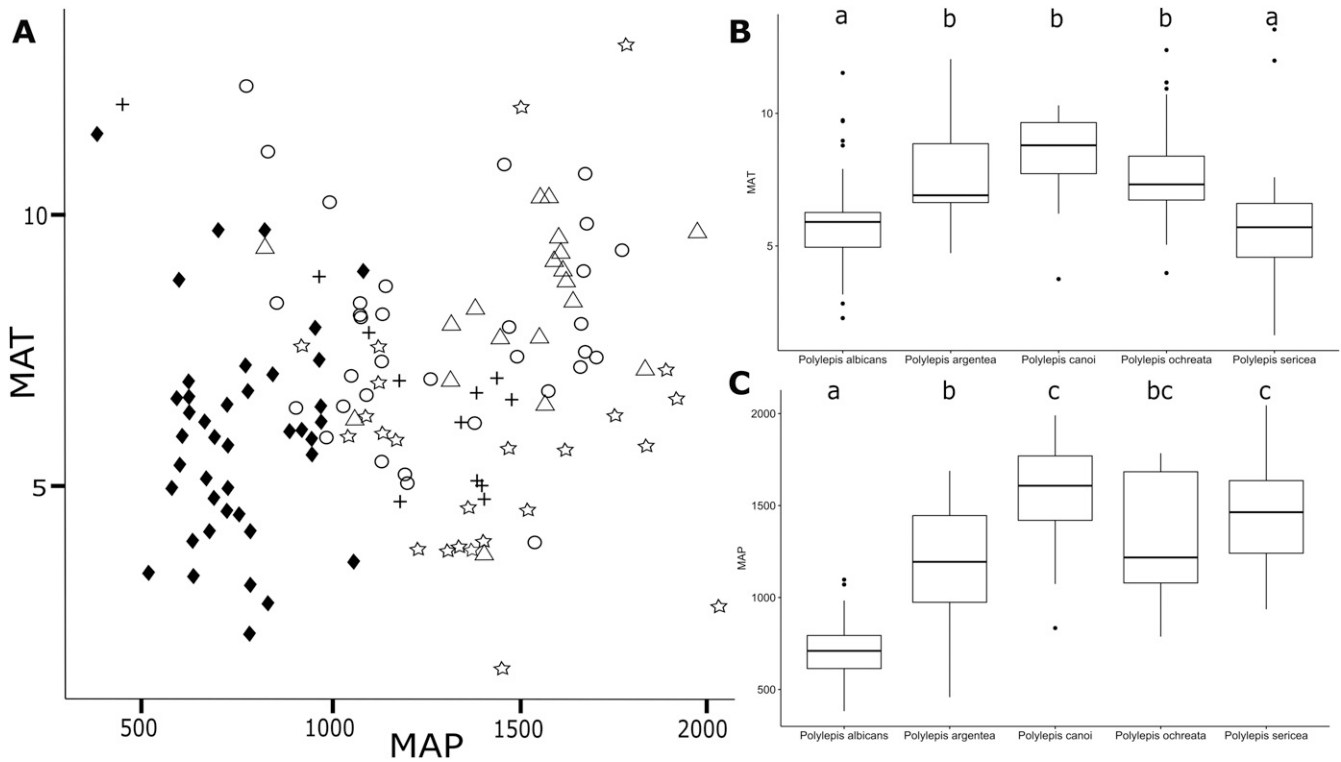 A
MAT
10
5
500
1000
1500
2000
MAP
B
a b b b a
MAT
10
5
Polylepis albicans Polylepis argentea Polylepis canoi Polylepis ochreata Polylepis sericea
C
a b c bc c
MAP
2000
1500
1000
500
Polylepis albicans Polylepis argentea Polylepis canoi Polylepis ochreata Polylepis sericea